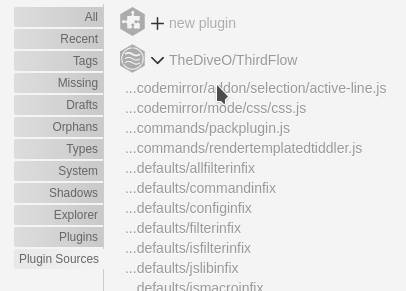 All
Recent
Tags
Missing
Drafts
Orphans
Types
System
Shadows
Explorer
Plugins
Plugin Sources
new plugin
TheDiveO/ThirdFlow
...codemirror/addon/selection/active-line.js
...codemirror/mode/css/css.js
...commands/packplugin.js
...commands/rendertemplatedtiddler.js
...defaults/allfilterinfix
...defaults/commandinfix
...defaults/configinfix
...defaults/filterinfix
...defaults/isfilterinfix
...defaults/jslibinfix
...defaults/jsmacroinfix